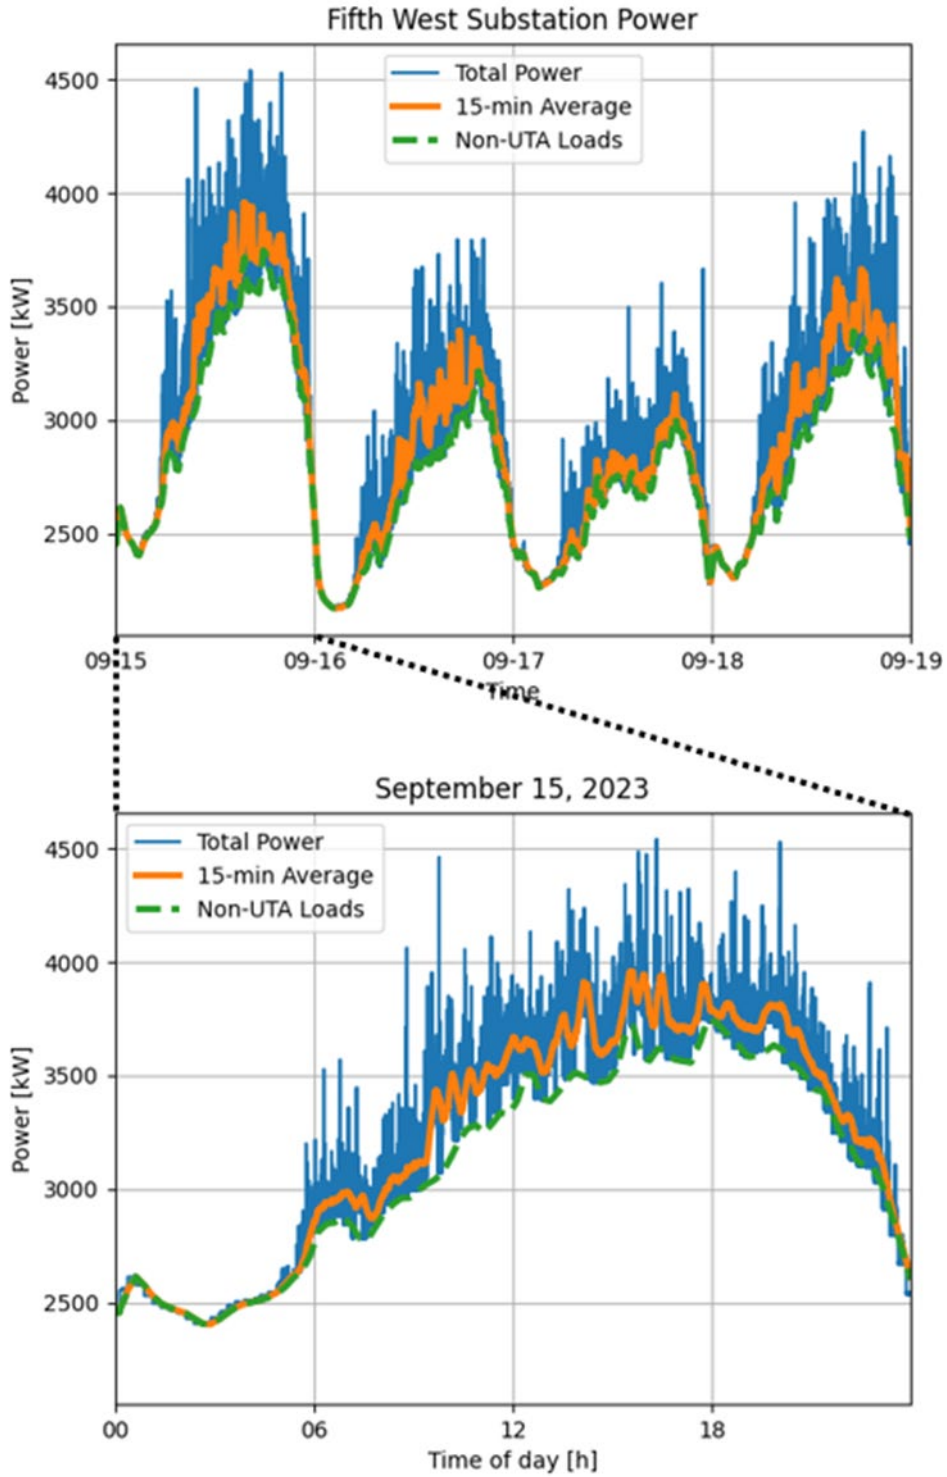 Fifth West Substation Power
Total Power
15-min Average
Non-UTA Loads
4500
4000
3500
3000
2500
Power [kW]
09-15 09-16 09-17 09-18 09-19
Time
September 15, 2023
Total Power
15-min Average
Non-UTA Loads
4500
4000
3500
3000
2500
Power [kW]
00 06 12 18
Time of day [h]